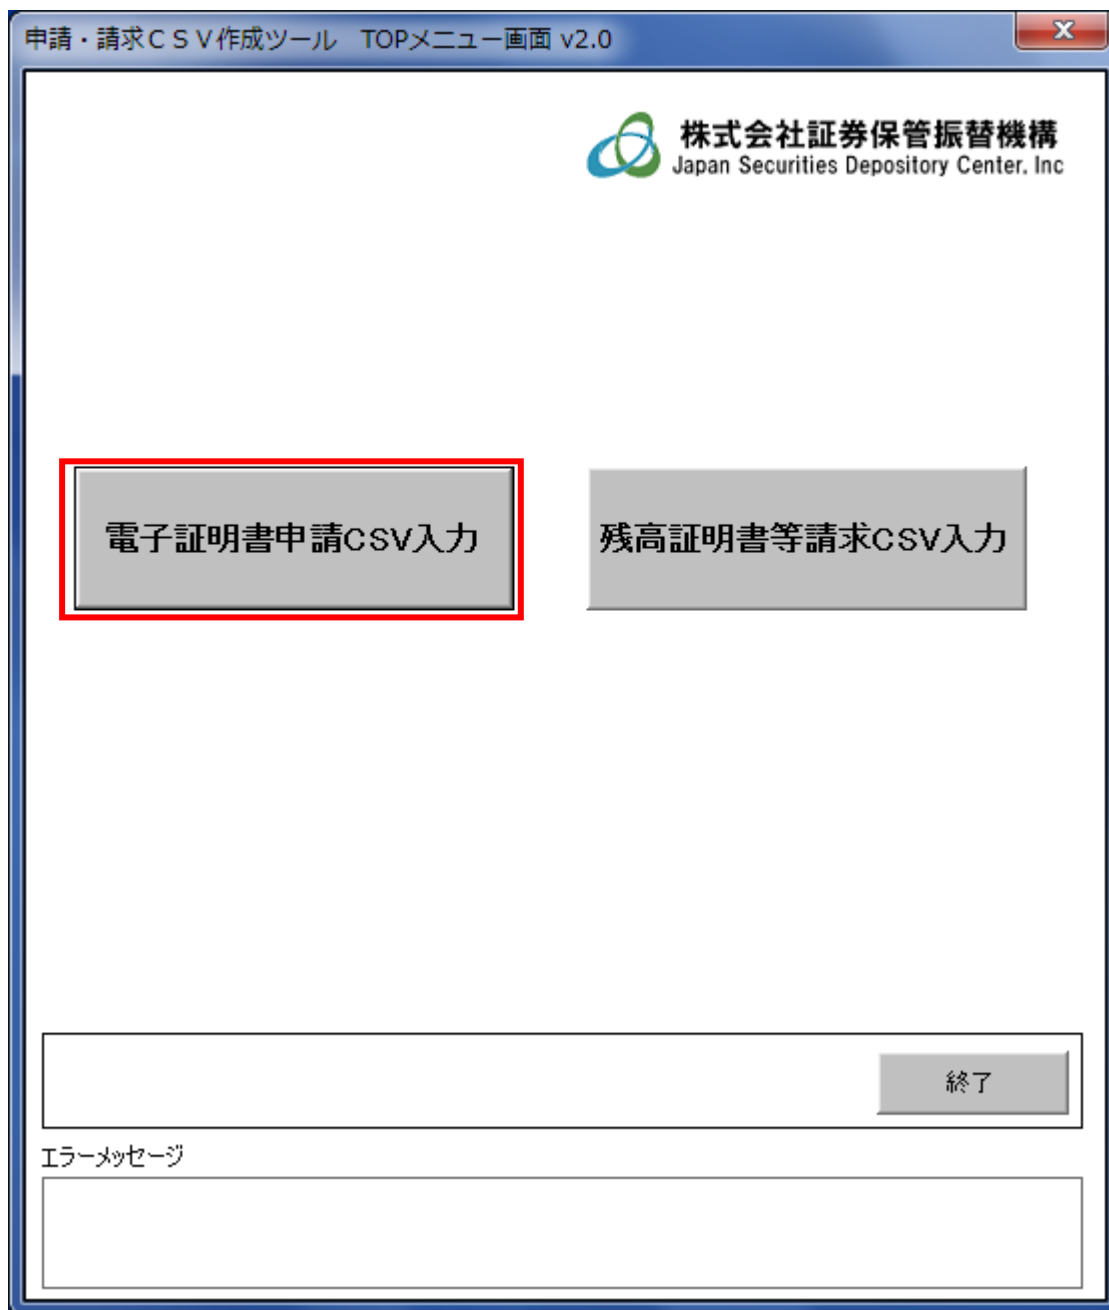 申請・請求ＣＳＶ作成ツール　TOPメニュー画面 v2.0
x
株式会社証券保管振替機構
Japan Securities Depository Center, Inc
電子証明書申請CSV入力
残高証明書等請求CSV入力
終了
エラーメッセージ